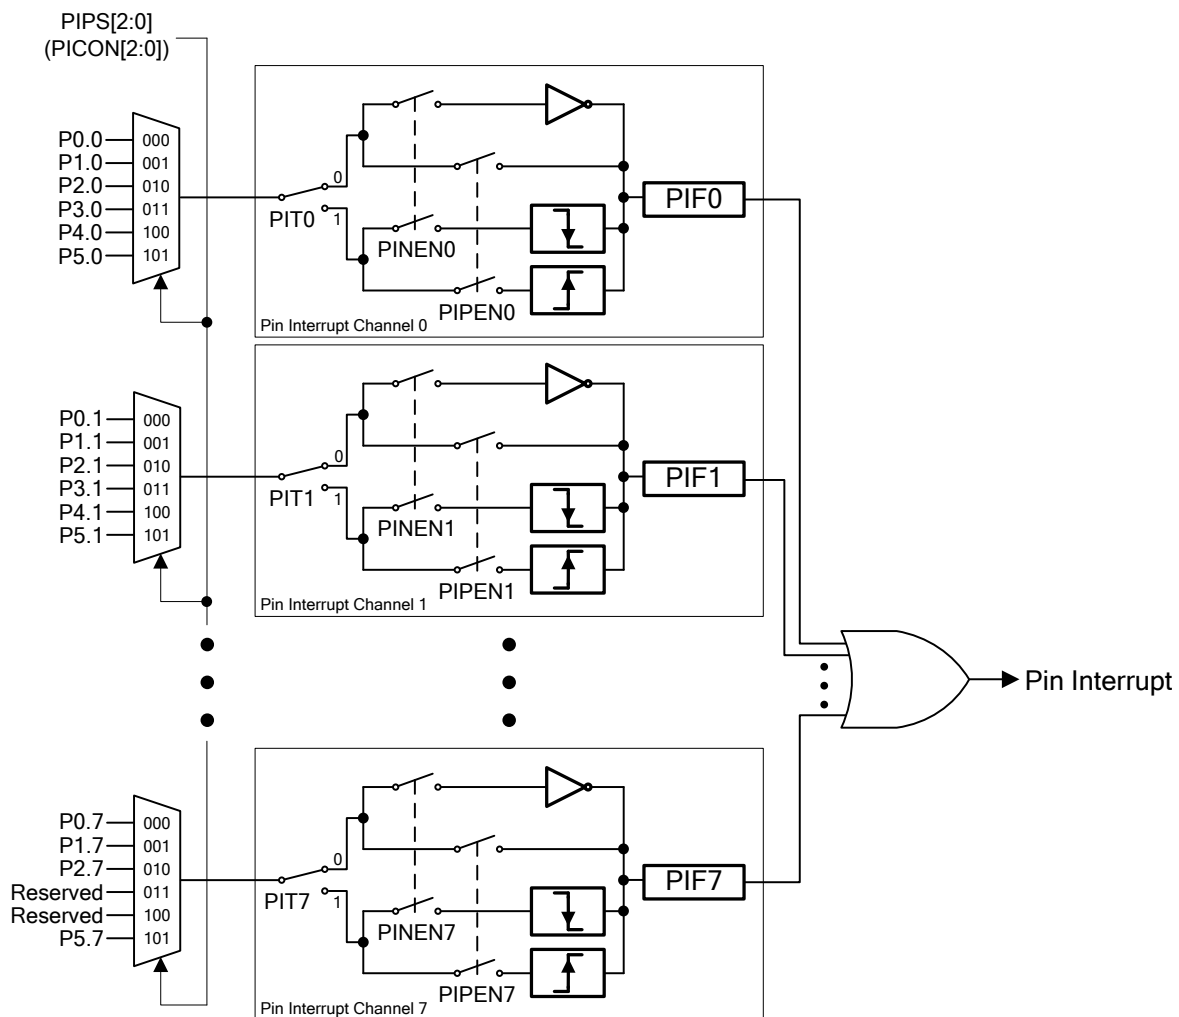 PIPS[2:0]
(PICON[2:0])
P0.0
000
P1.0
001
P2.0
010
P3.0
011
P4.0
100
P5.0
101
PIT0
0
1
PINEN0
PIPEN0
PIF0
Pin Interrupt Channel 0
P0.1
000
P1.1
001
P2.1
010
P3.1
011
P4.1
100
P5.1
101
PIT1
0
1
PINEN1
PIPEN1
PIF1
Pin Interrupt Channel 1
Pin Interrupt
P0.7
000
P1.7
001
P2.7
010
Reserved
011
Reserved
100
P5.7
101
PIT7
0
1
PINEN7
PIPEN7
PIF7
Pin Interrupt Channel 7